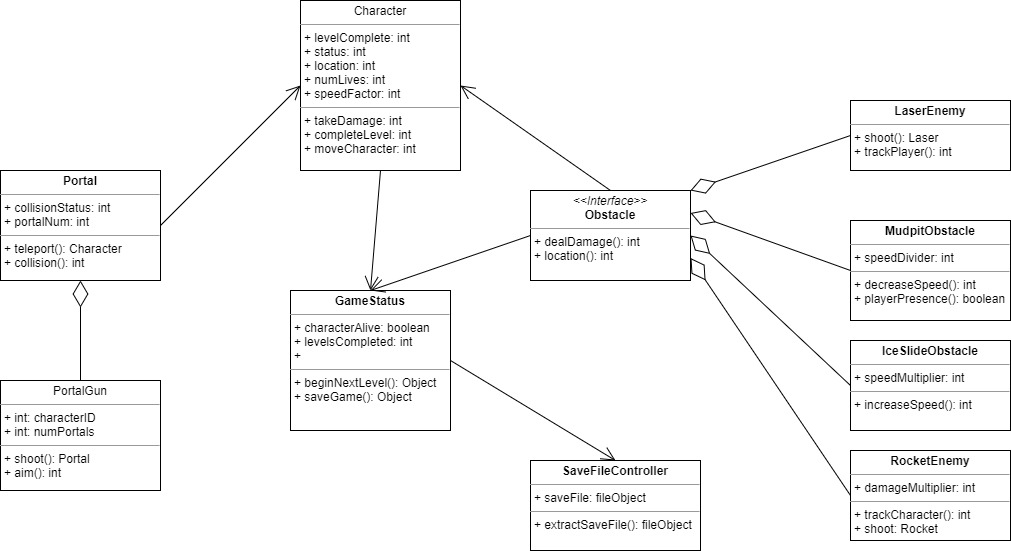 Character
+ levelComplete: int
+ status: int
+ location: int
+ numLives: int
+ speedFactor: int
+ takeDamage: int
+ completeLevel: int
+ moveCharacter: int
Portal
+ collisionStatus: int
+ portalNum: int
+ teleport(): Character
+ collision(): int
PortalGun
+ int: characterID
+ int: numPortals
+ shoot(): Portal
+ aim(): int
GameStatus
+ characterAlive: boolean
+ levelsCompleted: int
+
+ beginNextLevel(): Object
+ saveGame(): Object
<<Interface>>
Obstacle
+ dealDamage(): int
+ location(): int
SaveFileController
+ saveFile: fileObject
+ extractSaveFile(): fileObject
LaserEnemy
+ shoot(): Laser
+ trackPlayer(): int
MudpitObstacle
+ speedDivider: int
+ decreaseSpeed(): int
+ playerPresence(): boolean
IceSlideObstacle
+ speedMultiplier: int
+ increaseSpeed(): int
RocketEnemy
+ damageMultiplier: int
+ trackCharacter(): int
+ shoot: Rocket